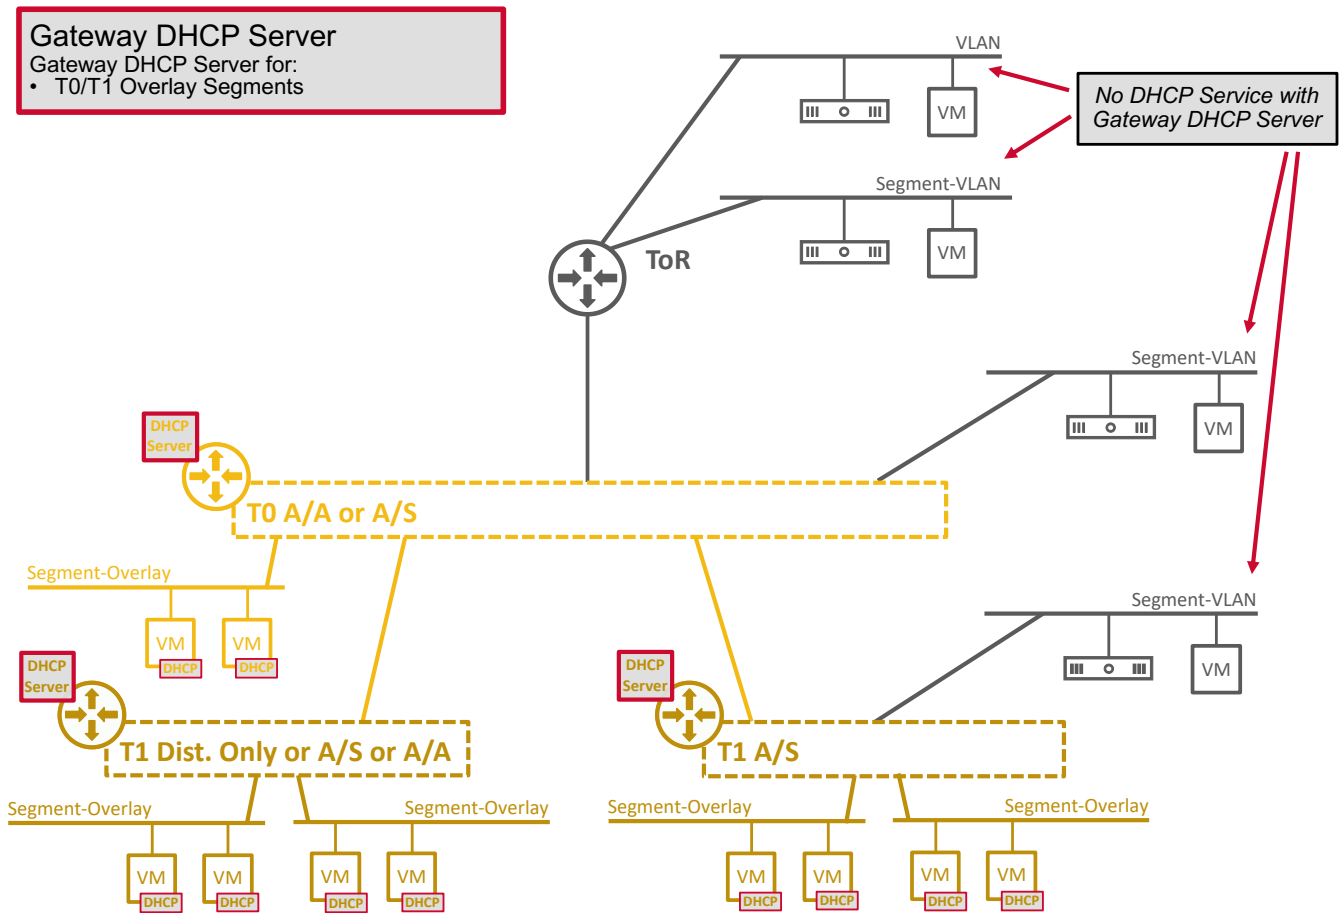 Gateway DHCP Server
Gateway DHCP Server for:
• T0/T1 Overlay Segments
VLAN
VM
No DHCP Service with
Gateway DHCP Server
Segment-VLAN
VM
ToR
Segment-VLAN
VM
DHCP
Server
T0 A/A or A/S
Segment-Overlay
VM
VM
DHCP
DHCP
Segment-VLAN
VM
DHCP
Server
T1 Dist. Only or A/S or A/A
DHCP
Server
T1 A/S
Segment-Overlay
Segment-Overlay
VM
VM
VM
VM
DHCP
DHCP
DHCP
DHCP
Segment-Overlay
Segment-Overlay
VM
VM
VM
VM
DHCP
DHCP
DHCP
DHCP